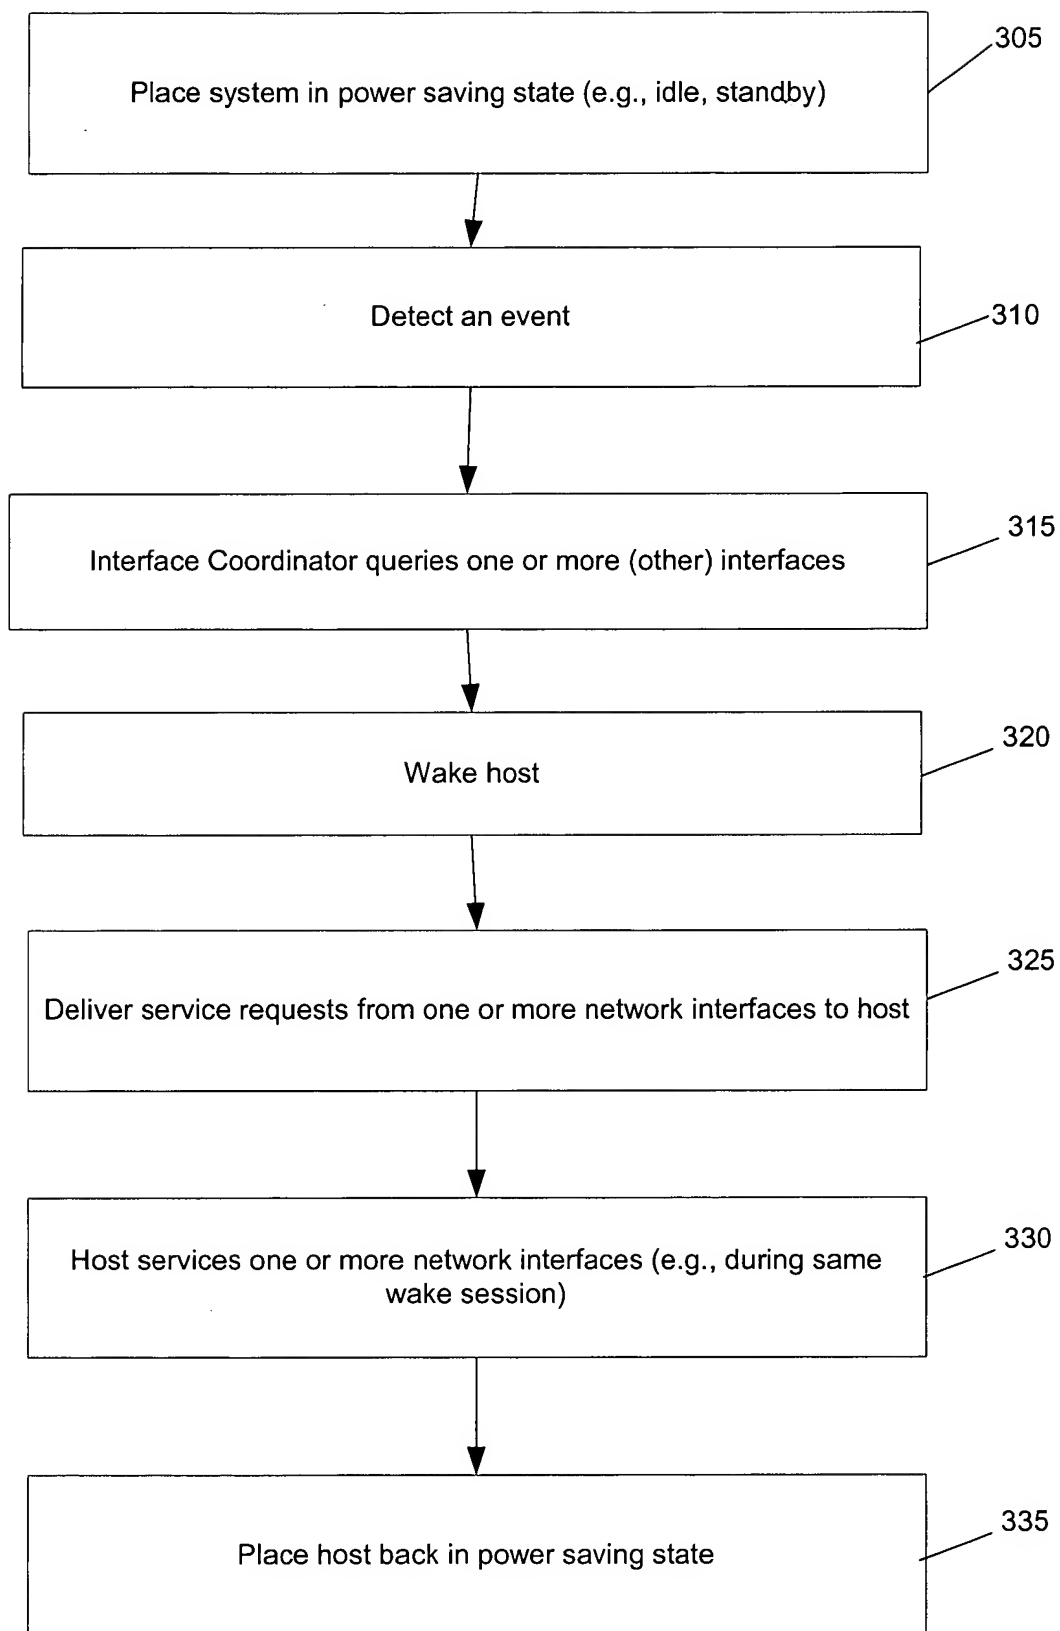 305
Place system in power saving state (e.g., idle, standby)
Detect an event
310
315
Interface Coordinator queries one or more (other) interfaces
320
Wake host
325
Deliver service requests from one or more network interfaces to host
330
Host services one or more network interfaces (e.g., during same
wake session)
335
Place host back in power saving state